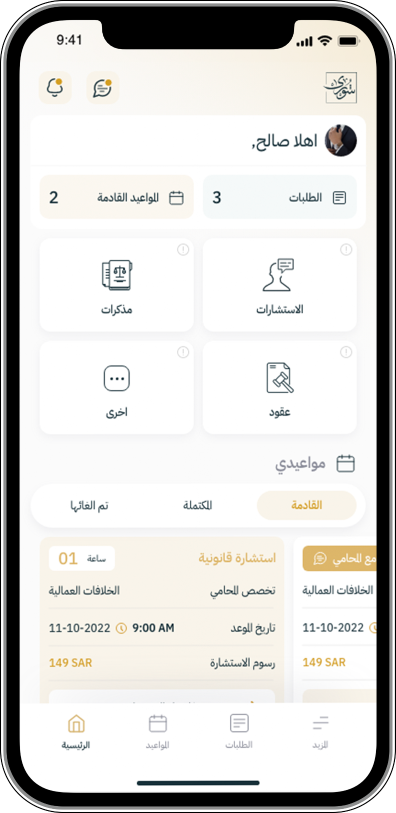 9:41
شورى
اهلا صالح,
الطلبات 3
المواعيد القادمة 2
الاستشارات
مذكرات
عقود
اخرى
مواعيدي
القادمة
المكتملة
تم الغائها
مع المحامي
استشارة قانونية
ساعة 01
تخصص المحامي
الخلافات العمالية
الخلافات العمالية
تاريخ الموعد
9:00 AM
11-10-2022
11-10-2022
رسوم الاستشارة
149 SAR
149 SAR
المزيد
الطلبات
المواعيد
الرئيسية